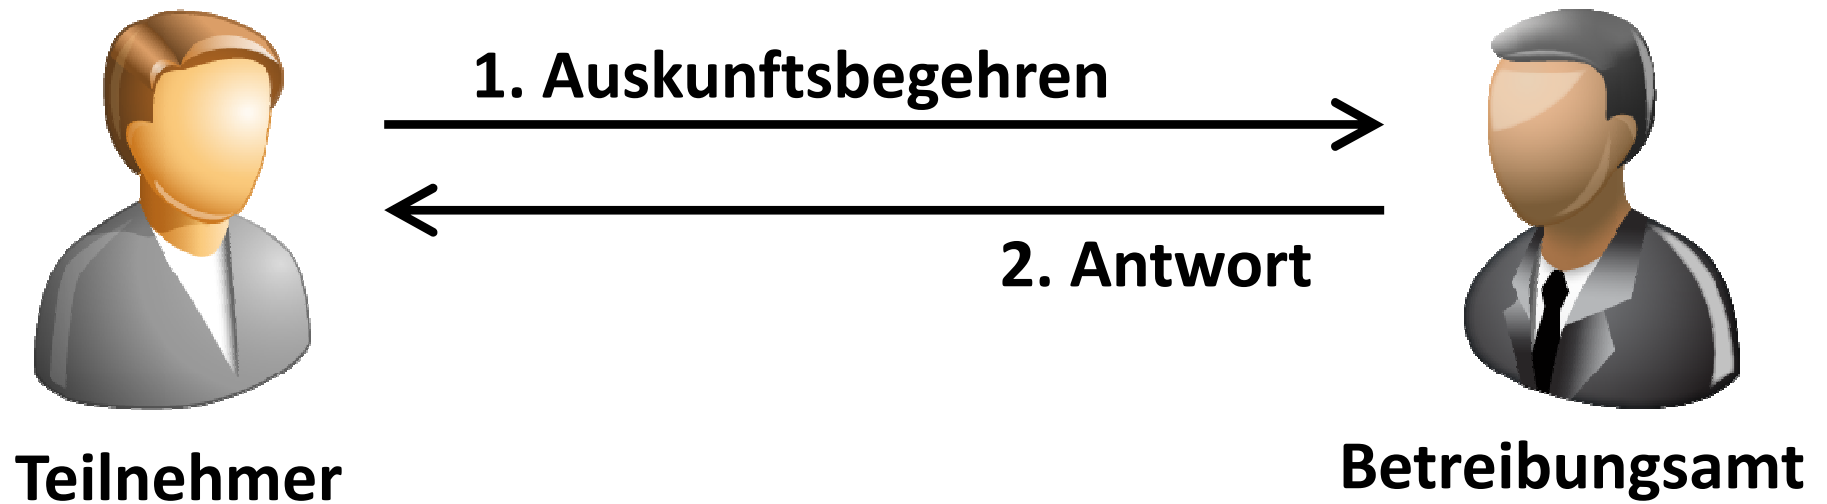 1. Auskunftsbegehren
2. Antwort
Teilnehmer
Betreibungsamt